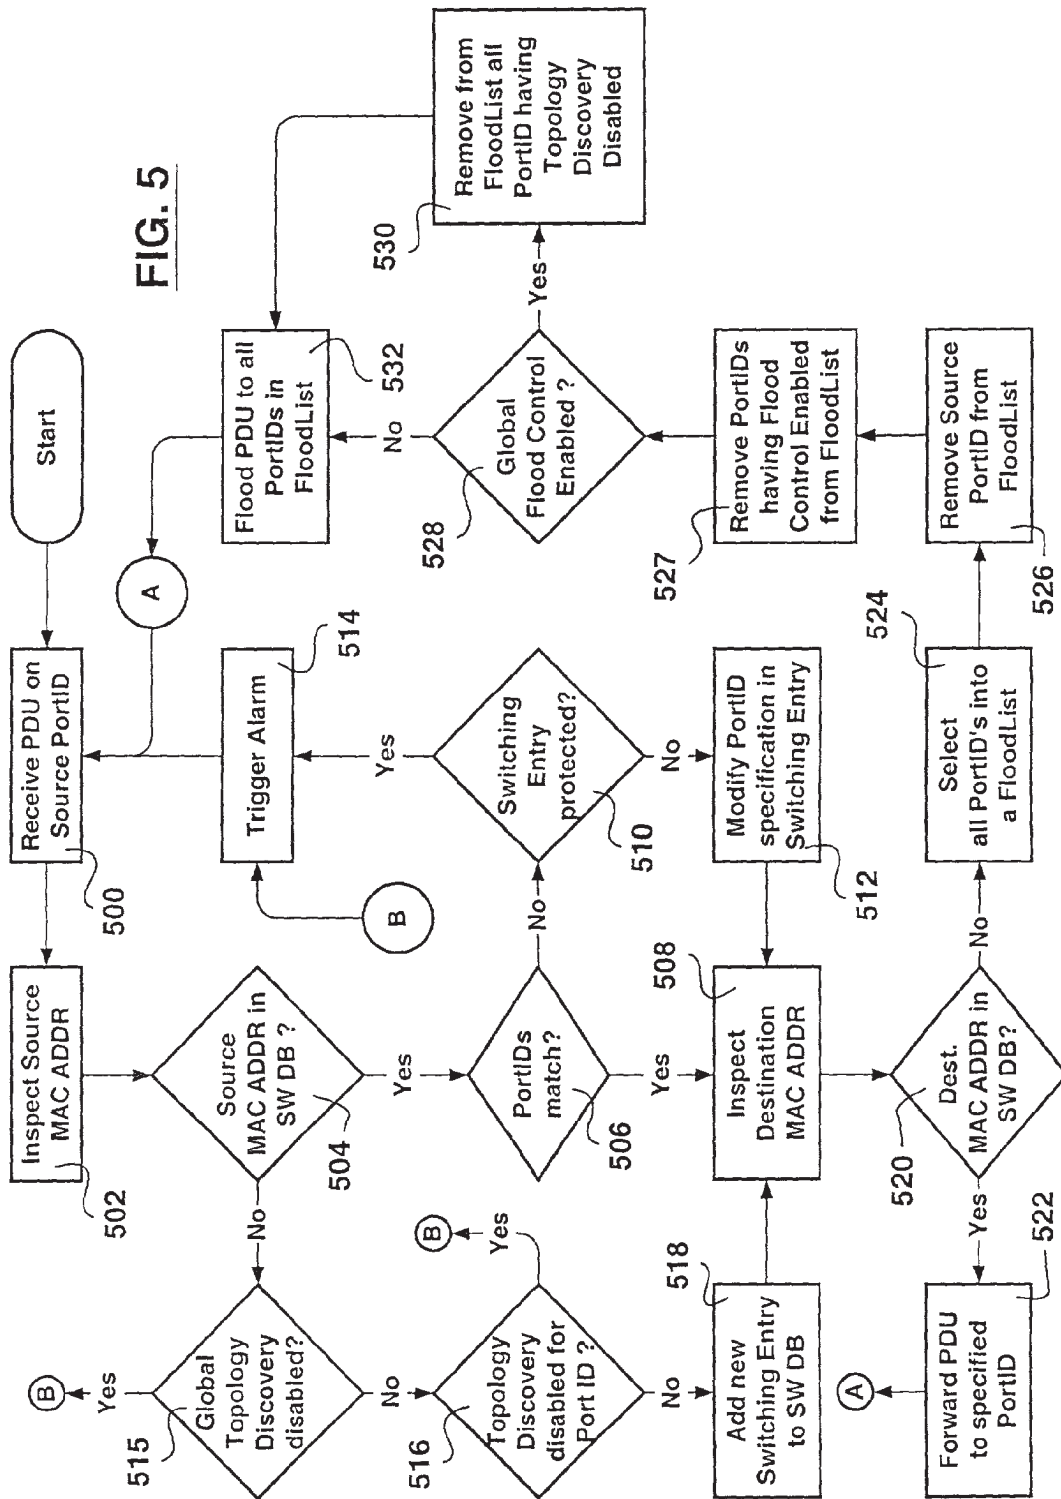 FIG. 5
Start
Receive PDU on
Source PortID
500
Inspect Source
MAC ADDR
502
Source
MAC ADDR in
SW DB ?
504
No
Yes
Global
Topology
Discovery
disabled?
515
Yes
B
No
Topology
Discovery
disabled for
Port ID ?
516
Yes
B
No
Add new
Switching Entry
to SW DB
518
PortIDs
match?
506
No
Yes
Switching
Entry
protected?
510
Yes
No
Trigger Alarm
514
B
A
Modify PortID
specification in
Switching Entry
512
Inspect
Destination
MAC ADDR
508
Dest.
MAC ADDR in
SW DB?
520
Yes
No
Forward PDU
to specified
PortID
522
A
Select
all PortID's into
a FloodList
524
Remove Source
PortID from
FloodList
526
Remove PortIDs
having Flood
Control Enabled
from FloodList
527
Global
Flood Control
Enabled ?
528
No
Yes
Remove from
FloodList all
PortID having
Topology
Discovery
Disabled
530
Flood PDU to all
PortIDs in
FloodList
532